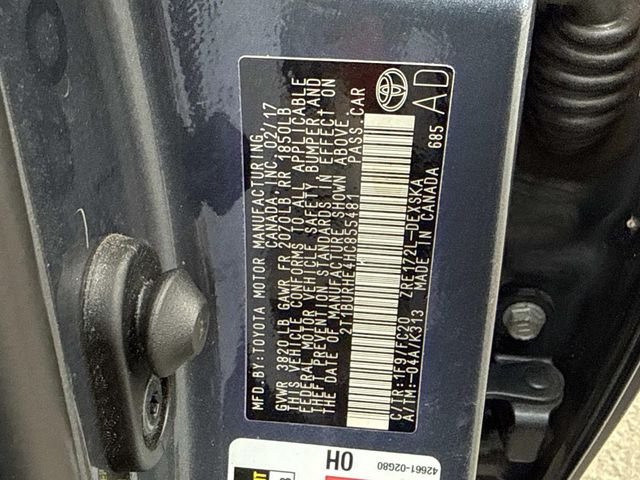 MFD.BY:TOYOTA MOTOR MANUFACTURING
CANADA, INC. 02/17
GVWR 3820LB GAWR FR 2070LB RR 1850LB
THIS VEHICLE CONFORMS TO ALL APPLICABLE
FEDERAL MOTOR VEHICLE SAFETY, BUMPER, AND
THEFT PREVENTION STANDARDS IN EFFECT ON
THE DATE OF MANUFACTURE SHOWN ABOVE.
2T1BURHE4HC855481 PASS.CAR
C/TR:1F9/FC20 ZRE172L-DEXSKA
A/TM:-04A/K313 MADE IN CANADA 685
AD
42661-02G80
OH